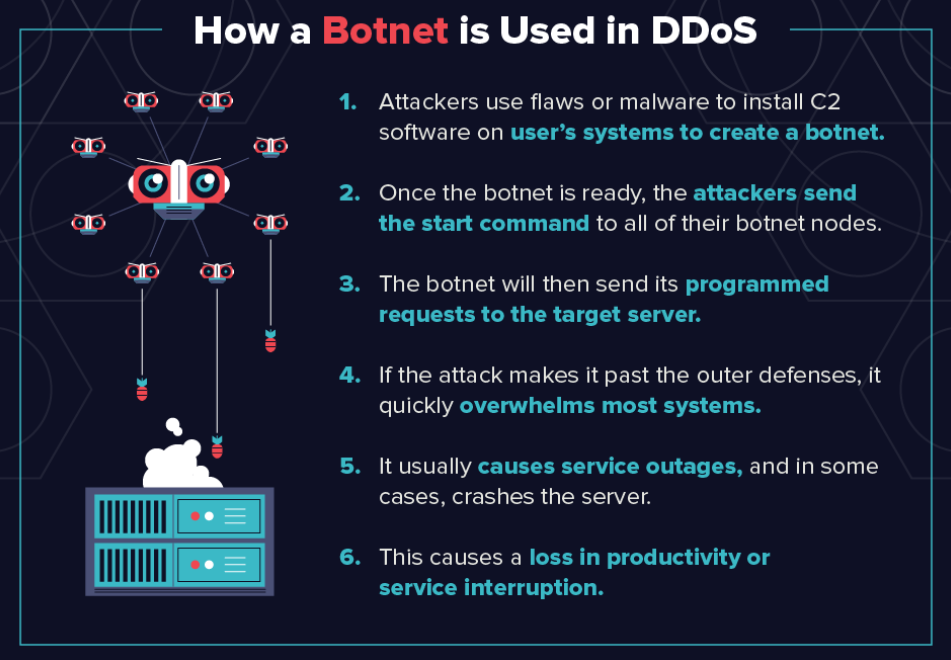 How a Botnet is Used in DDoS
1. Attackers use flaws or malware to install C2
software on user's systems to create a botnet.
2. Once the botnet is ready, the attackers send
the start command to all of their botnet nodes.
3. The botnet will then send its programmed
requests to the target server.
4. If the attack makes it past the outer defenses, it
quickly overwhelms most systems.
5. It usually causes service outages, and in some
cases, crashes the server.
6. This causes a loss in productivity or
service interruption.